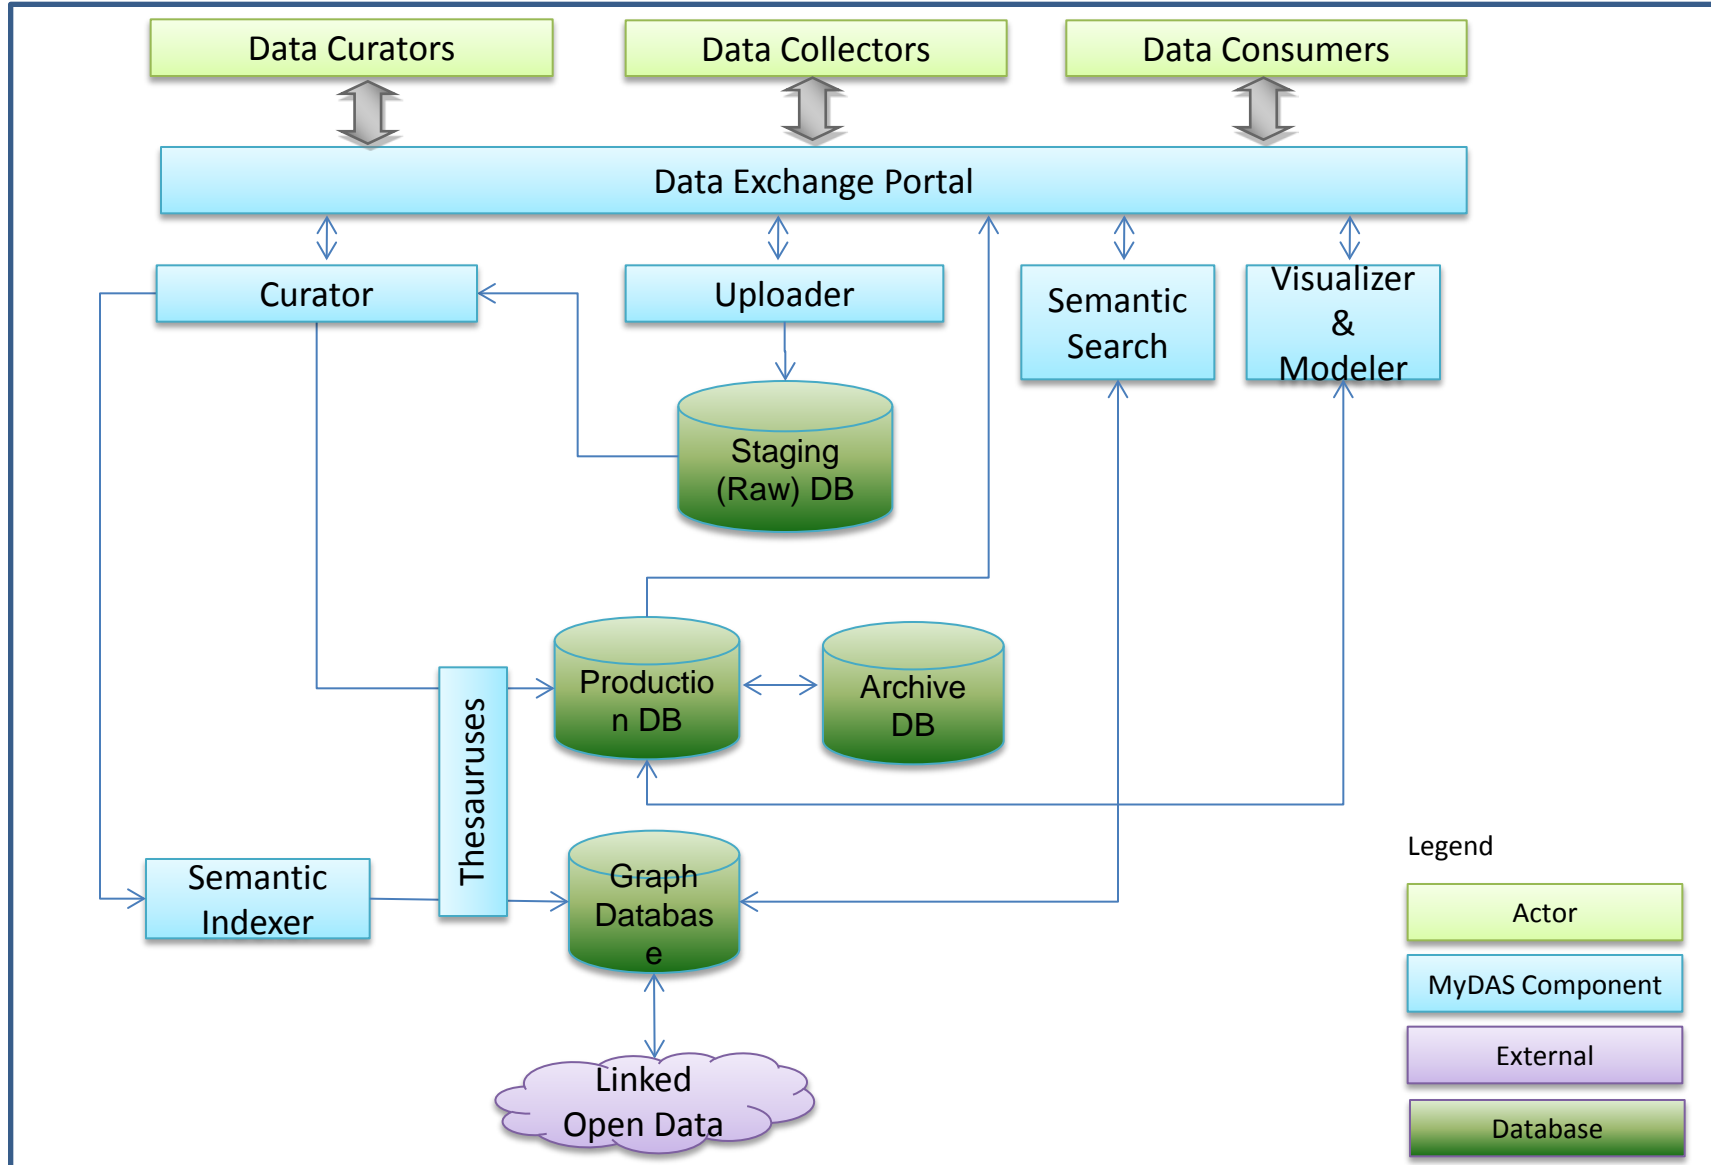 Data Curators
Data Collectors
Data Consumers
Data Exchange Portal
Curator
Uploader
Semantic
Search
Visualizer
&
Modeler
Staging
(Raw) DB
Productio
n DB
Archive
DB
Thesauruses
Semantic
Indexer
Graph
Databas
e
Linked
Open Data
Legend
Actor
MyDAS Component
External
Database